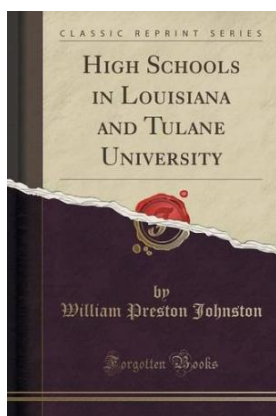 CLASSIC REPRINT SERIES
HIGH SCHOOLS
IN LOUISIANA
AND TULANE
UNIVERSITY
by
William Preston Johnston
Forgotten Books